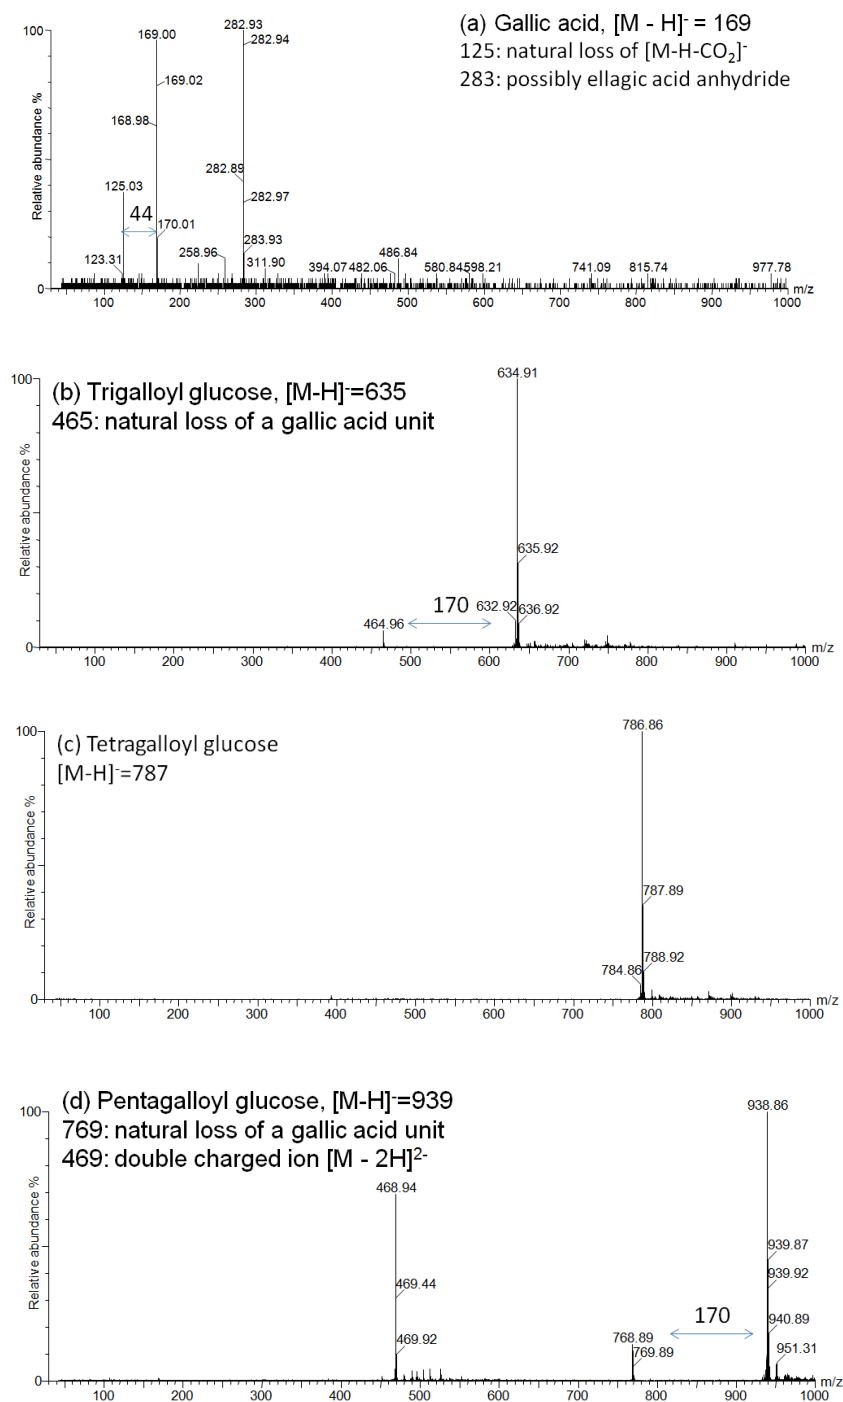 (a) Gallic acid, [M - H]⁻ = 169
125: natural loss of [M-H-CO₂]⁻
283: possibly ellagic acid anhydride
Relative abundance %
100
0
282.93
169.00
282.94
169.02
168.98
282.89
125.03
282.97
44
170.01
283.93
123.31
258.96
311.90
394.07
482.06
486.84
580.84
598.21
741.09
815.74
977.78
100 200 300 400 500 600 700 800 900 1000 m/z
(b) Trigalloyl glucose, [M-H]⁻=635
465: natural loss of a gallic acid unit
Relative abundance %
100
0
634.91
635.92
170
632.92
636.92
464.96
100 200 300 400 500 600 700 800 900 1000 m/z
(c) Tetragalloyl glucose
[M-H]⁻=787
Relative abundance %
100
0
786.86
787.89
788.92
784.86
100 200 300 400 500 600 700 800 900 1000 m/z
(d) Pentagalloyl glucose, [M-H]⁻=939
769: natural loss of a gallic acid unit
469: double charged ion [M - 2H]²⁻
Relative abundance %
100
0
938.86
468.94
939.87
469.44
939.92
170
940.89
469.92
768.89
769.89
951.31
100 200 300 400 500 600 700 800 900 1000 m/z